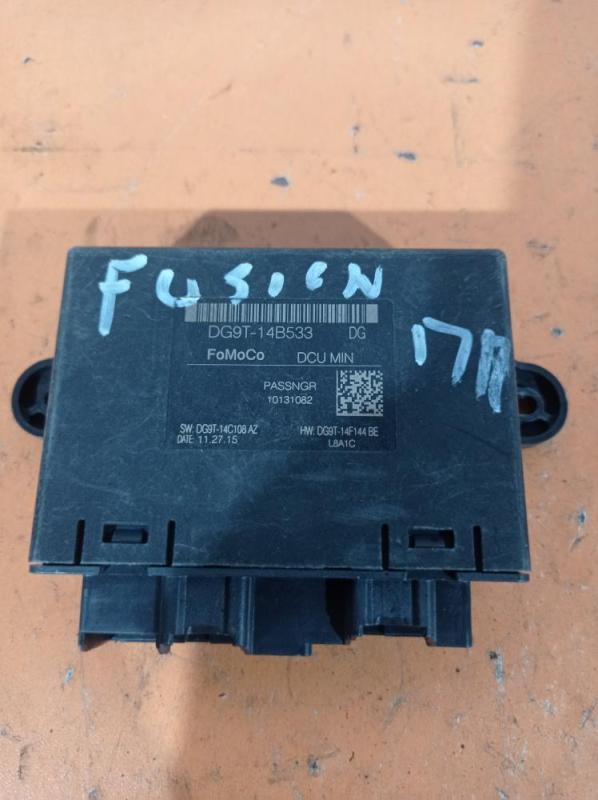 FUSION
DG9T-14B533 DG
FoMoCo DCU MIN
PASSNGR
10131082
SW: DG9T-14C108 AZ HW: DG9T-14F144 BE
DATE: 11.27.15 L8A1C